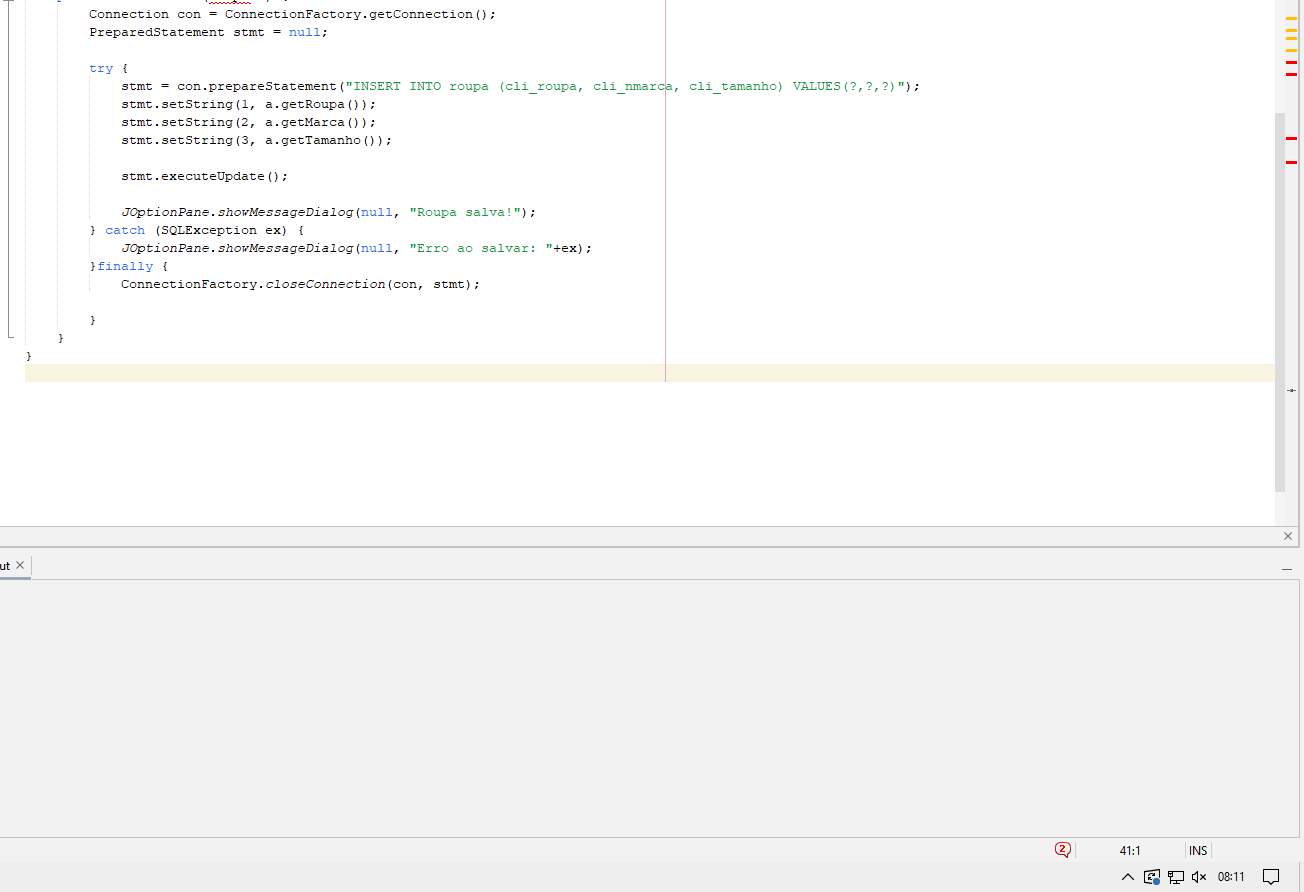 Connection con = ConnectionFactory.getConnection();
PreparedStatement stmt = null;
try {
stmt = con.prepareStatement("INSERT INTO roupa (cli_roupa, cli_nmarca, cli_tamanho) VALUES(?,?,?)");
stmt.setString(1, a.getRoupa());
stmt.setString(2, a.getMarca());
stmt.setString(3, a.getTamanho());
stmt.executeUpdate();
JOptionPane.showMessageDialog(null, "Roupa salva!");
} catch (SQLException ex) {
JOptionPane.showMessageDialog(null, "Erro ao salvar: "+ex);
}finally {
ConnectionFactory.closeConnection(con, stmt);
}
}
}
ut
2
41:1
INS
08:11